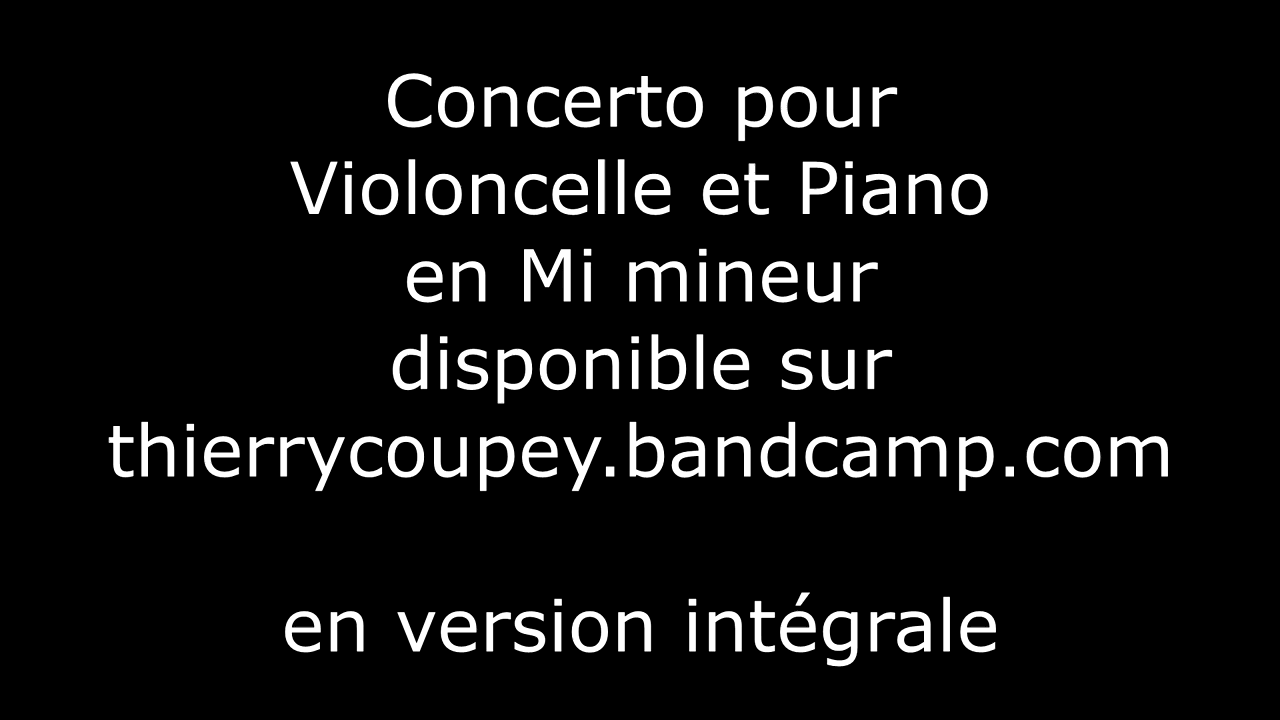 Concerto pour
Violoncelle et Piano
en Mi mineur
disponible sur
thierrycoupey.bandcamp.com
en version intégrale